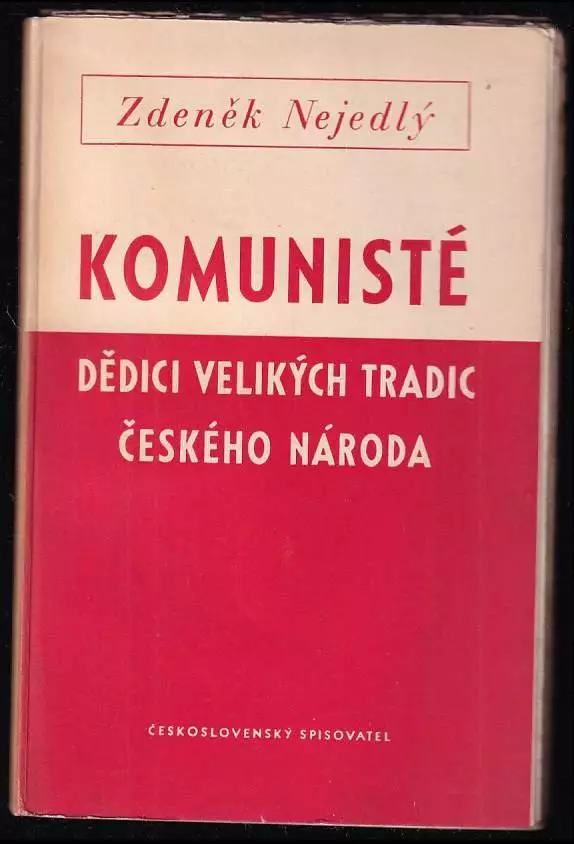 Zdeněk Nejedlý
KOMUNISTÉ
DĚDICI VELIKÝCH TRADIC
ČESKÉHO NÁRODA
ČESKOSLOVENSKÝ SPISOVATEL